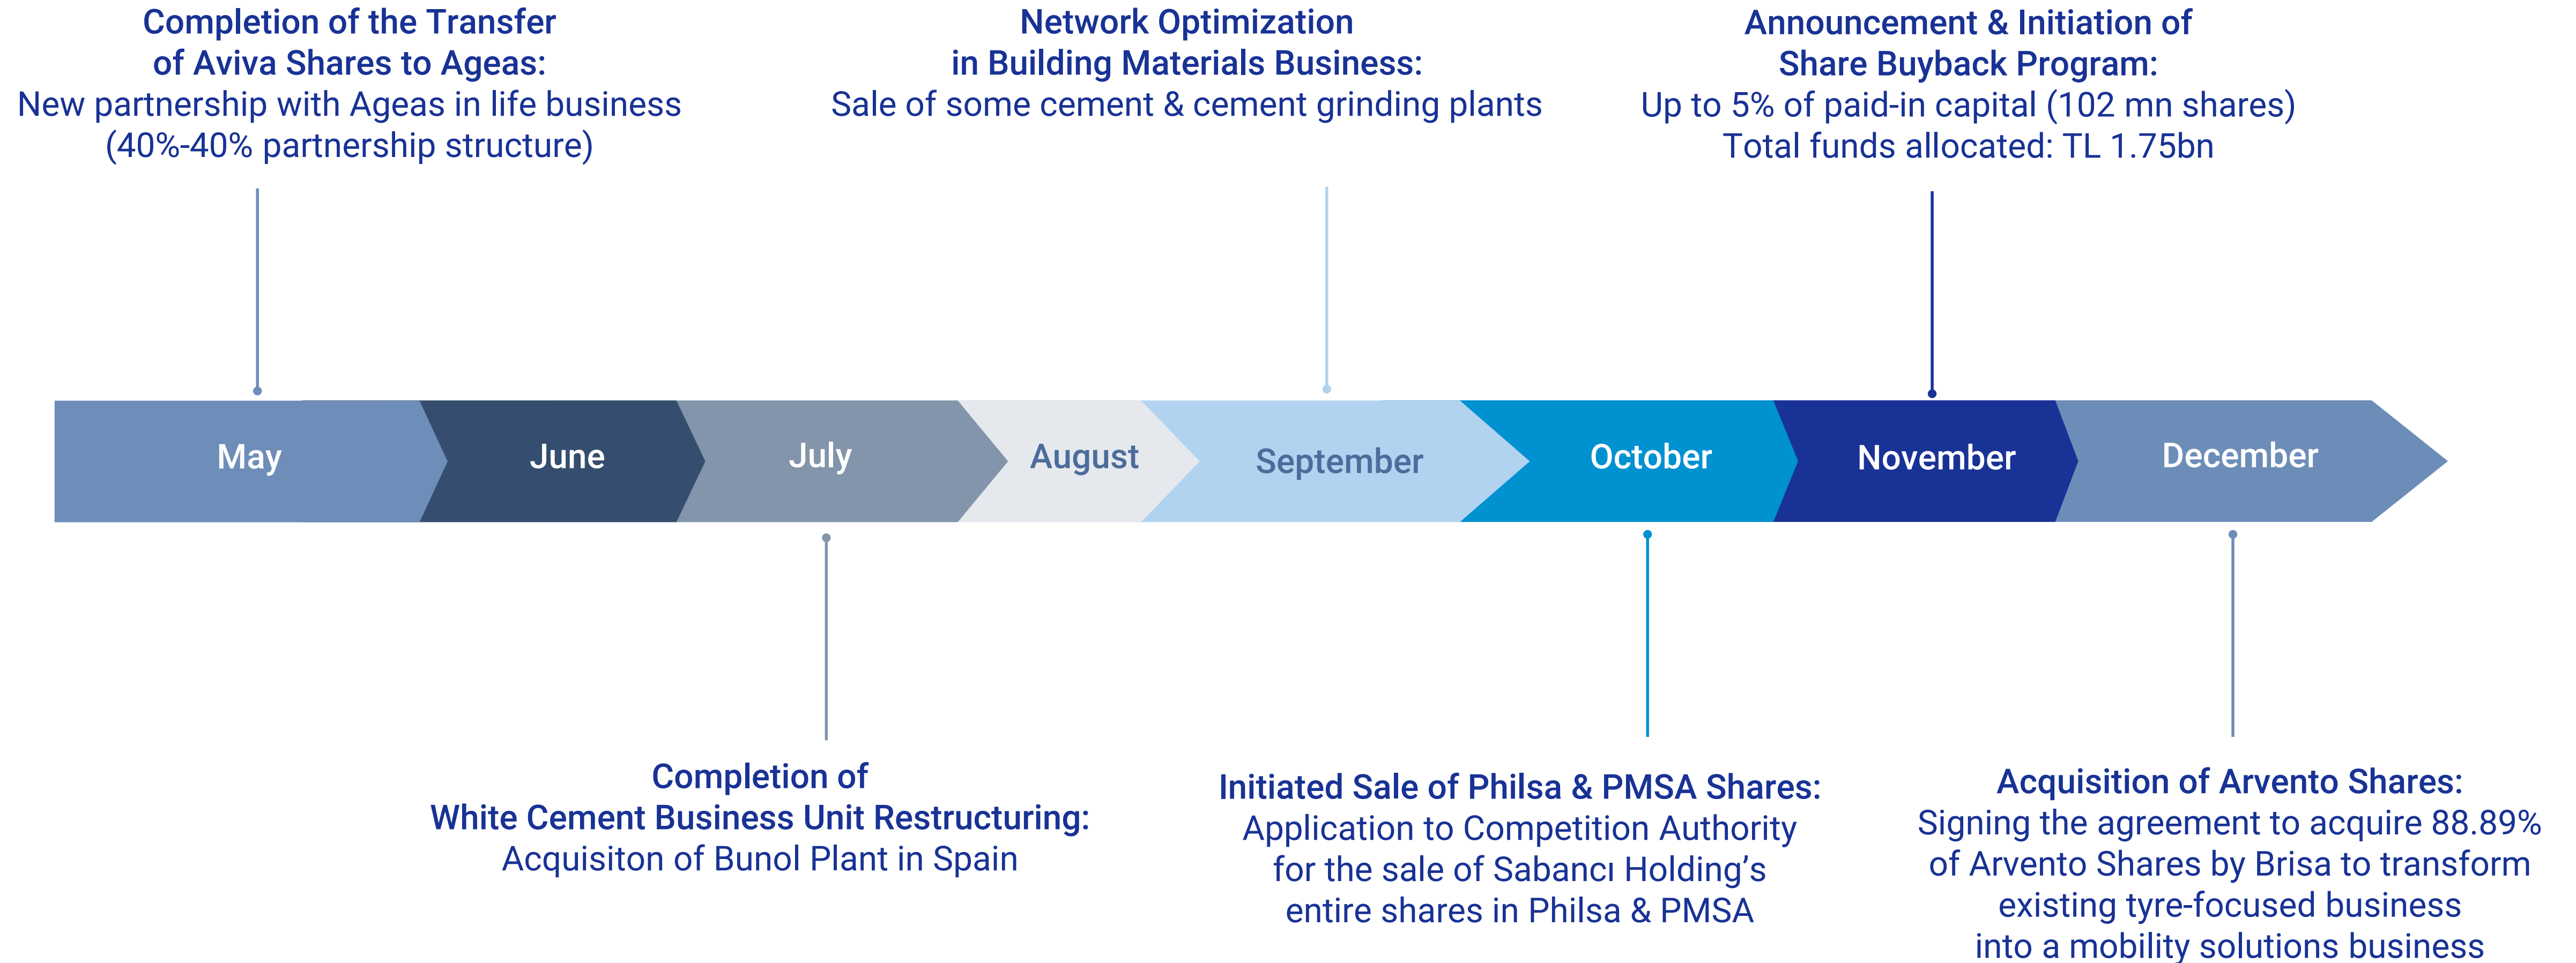 Completion of the Transfer
of Aviva Shares to Ageas:
New partnership with Ageas in life business
(40%-40% partnership structure)
Network Optimization
in Building Materials Business:
Sale of some cement & cement grinding plants
Announcement & Initiation of
Share Buyback Program:
Up to 5% of paid-in capital (102 mn shares)
Total funds allocated: TL 1.75bn
May
June
July
August
September
October
November
December
Completion of
White Cement Business Unit Restructuring:
Acquisiton of Bunol Plant in Spain
Initiated Sale of Philsa & PMSA Shares:
Application to Competition Authority
for the sale of Sabancı Holding’s
entire shares in Philsa & PMSA
Acquisition of Arvento Shares:
Signing the agreement to acquire 88.89%
of Arvento Shares by Brisa to transform
existing tyre-focused business
into a mobility solutions business